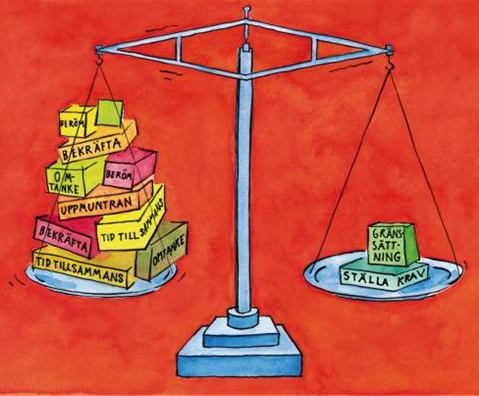 BERÖM
BEKRÄFTA
OM-
TANKE
BERÖM
UPPMUNTRAN
BEKRÄFTA
TID TILLSAMMANS
OMTANKE
TID TILLSAMMANS
GRÄNS
SÄTT-
NING
STÄLLA KRAV